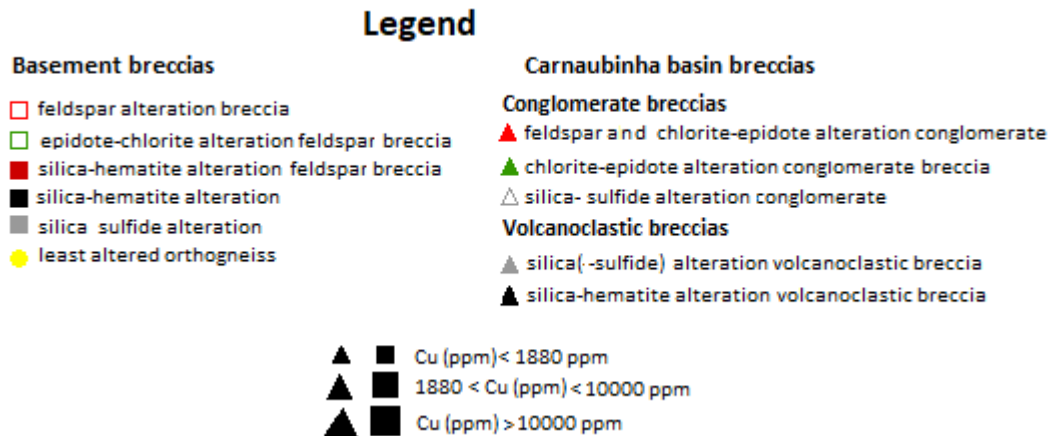 Legend
Basement breccias
feldspar alteration breccia
epidote-chlorite alteration feldspar breccia
silica-hematite alteration feldspar breccia
silica-hematite alteration
silica sulfide alteration
least altered orthogneiss
Carnaubinha basin breccias
Conglomerate breccias
feldspar and chlorite-epidote alteration conglomerate
chlorite-epidote alteration conglomerate breccia
silica- sulfide alteration conglomerate
Volcanoclastic breccias
silica(-sulfide) alteration volcanoclastic breccia
silica-hematite alteration volcanoclastic breccia
Cu (ppm)< 1880 ppm
1880 < Cu (ppm) < 10000 ppm
Cu (ppm) > 10000 ppm